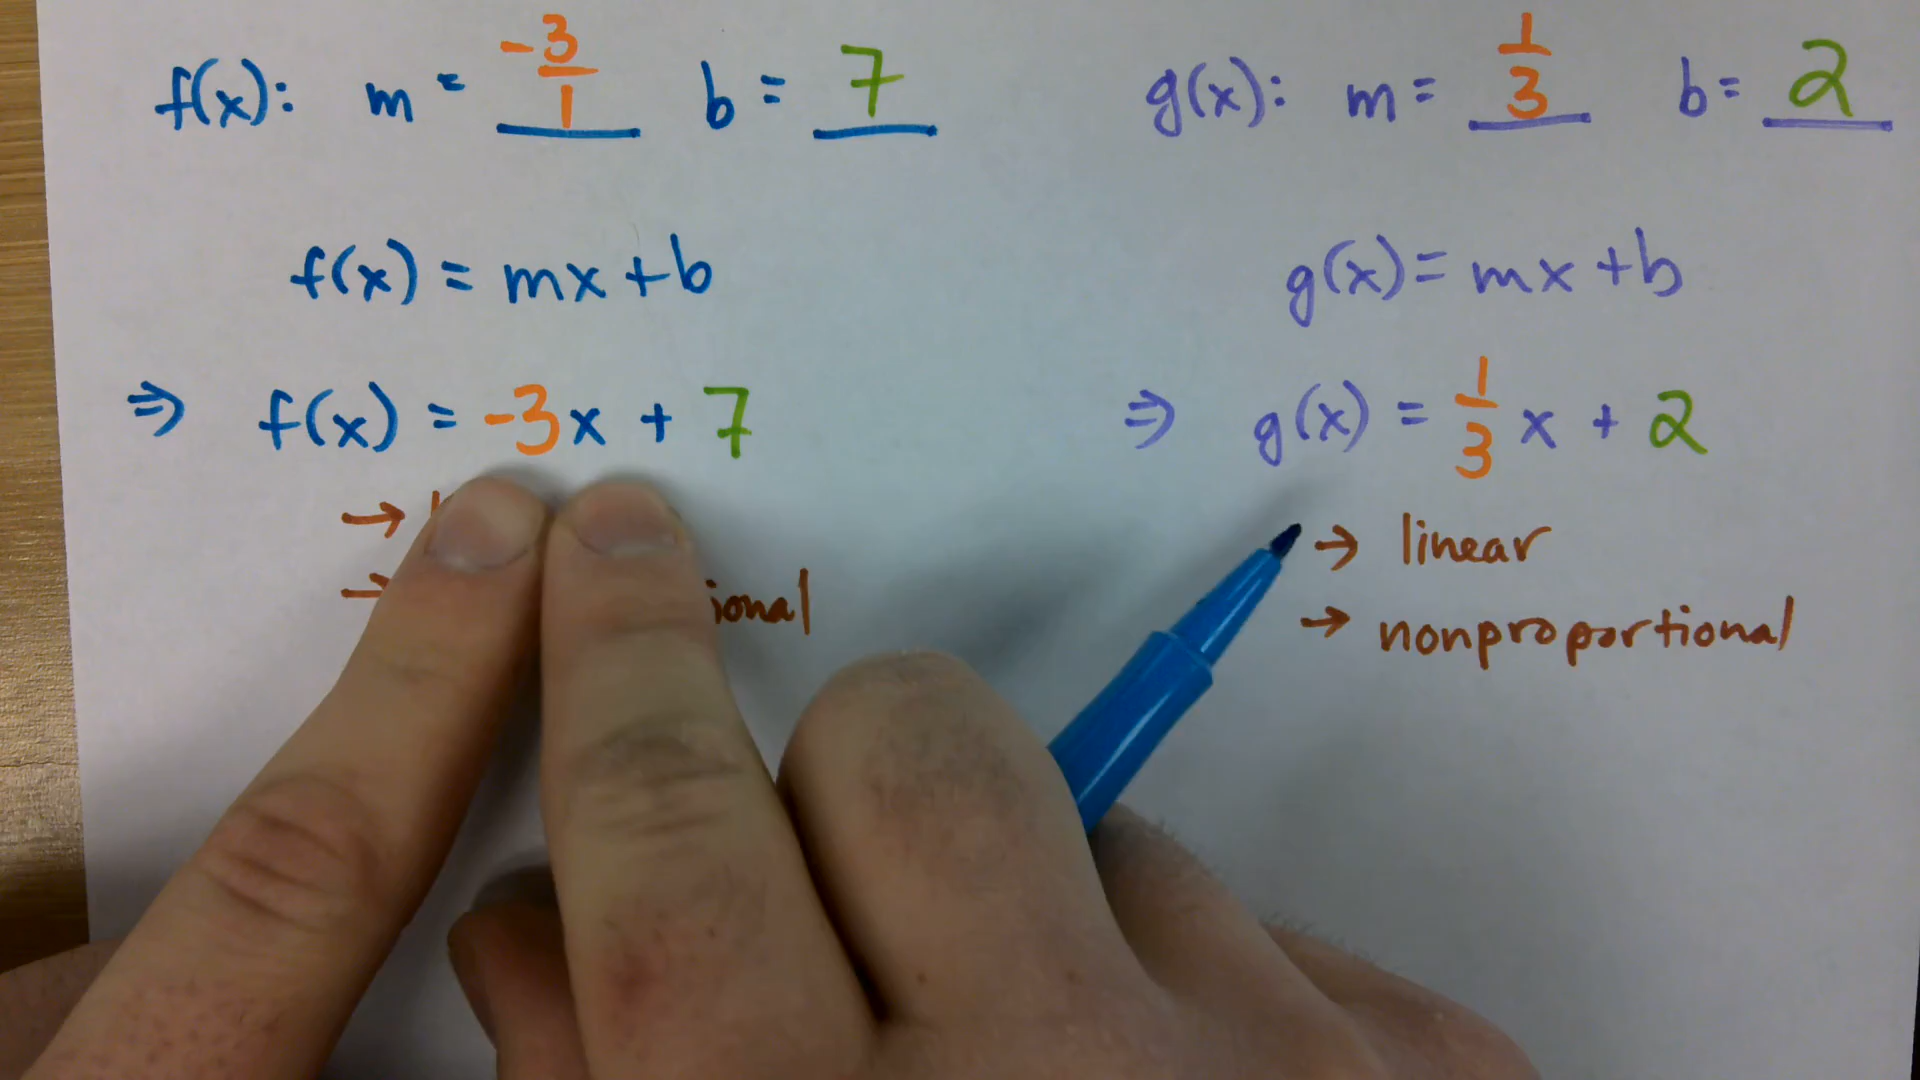 f(x): m = -3/1 b = 7
f(x) = mx + b
⇒ f(x) = -3x + 7
→
→ ional
g(x): m = 1/3 b = 2
g(x) = mx + b
⇒ g(x) = 1/3 x + 2
→ linear
→ nonproportional